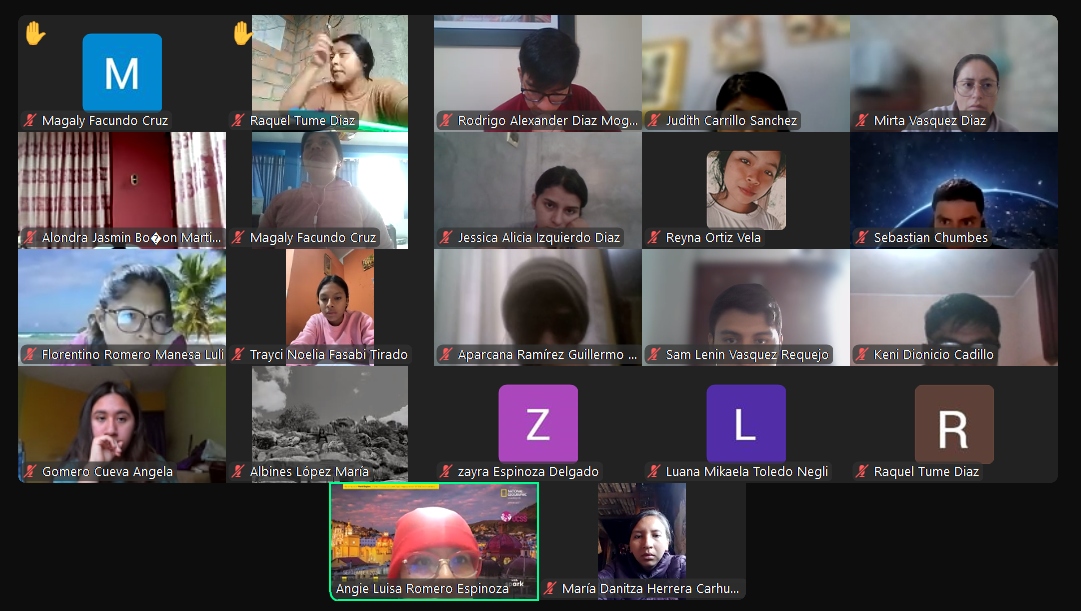 M
Magaly Facundo Cruz
Raquel Tume Diaz
Rodrigo Alexander Diaz Mog...
Judith Carrillo Sanchez
Mirta Vasquez Diaz
Alondra Jasmin Bo�on Marti...
Magaly Facundo Cruz
Jessica Alicia Izquierdo Diaz
Reyna Ortiz Vela
Sebastian Chumbes
Florentino Romero Manesa Luli
Trayci Noelia Fasabi Tirado
Aparcana Ramírez Guillermo ...
Sam Lenin Vasquez Requejo
Keni Dionicio Cadillo
Gomero Cueva Angela
Albines López María
Z
zayra Espinoza Delgado
L
Luana Mikaela Toledo Negli
R
Raquel Tume Diaz
NATIONAL
GEOGRAPHIC
Angie Luisa Romero Espinoza
María Danitza Herrera Carhu...